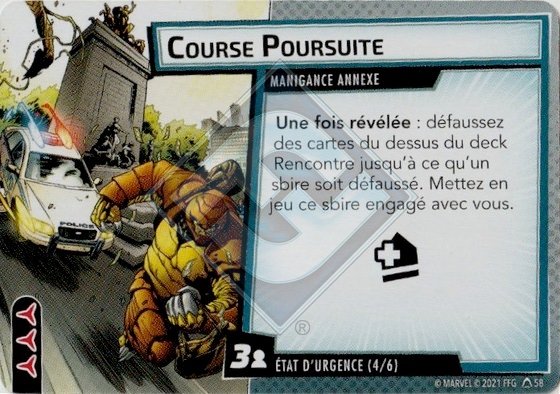 COURSE POURSUITE
MANIGANCE ANNEXE
Une fois révélée : défaussez
des cartes du dessus du deck
Rencontre jusqu'à ce qu'un
sbire soit défaussé. Mettez en
jeu ce sbire engagé avec vous.
POLICE
®
3
ÉTAT D'URGENCE (4/6)
© MARVEL © 2021 FFG 58